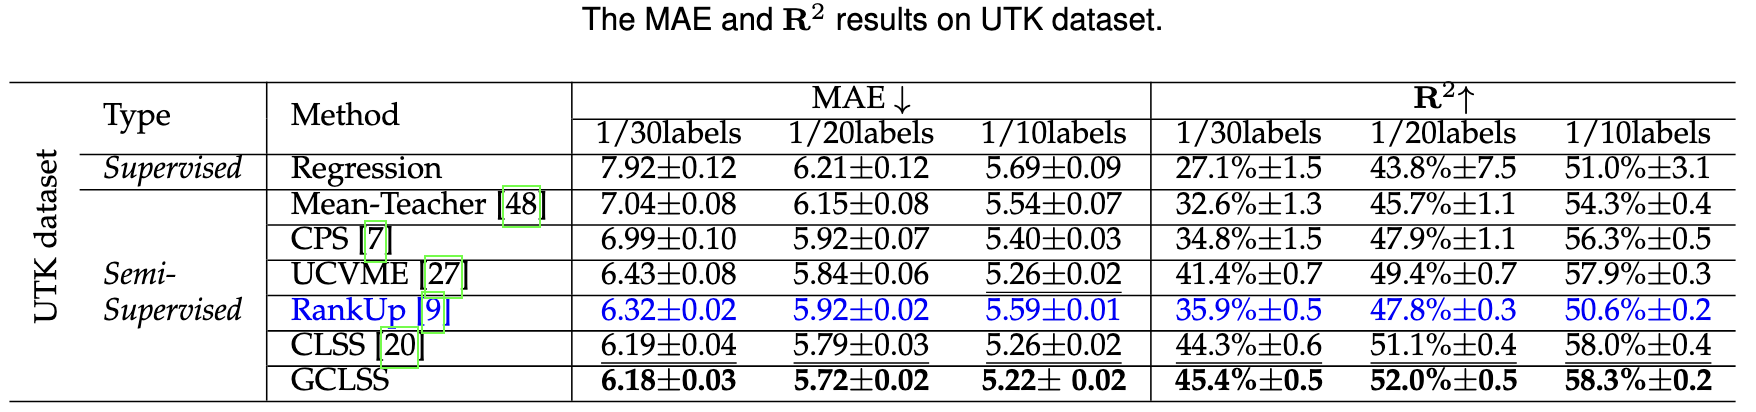 The MAE and R² results on UTK dataset.
Type Method MAE ↓ R²↑
1/30labels 1/20labels 1/10labels 1/30labels 1/20labels 1/10labels
UTK dataset
Supervised Regression 7.92±0.12 6.21±0.12 5.69±0.09 27.1%±1.5 43.8%±7.5 51.0%±3.1
Semi-Supervised
Mean-Teacher [48] 7.04±0.08 6.15±0.08 5.54±0.07 32.6%±1.3 45.7%±1.1 54.3%±0.4
CPS [7] 6.99±0.10 5.92±0.07 5.40±0.03 34.8%±1.5 47.9%±1.1 56.3%±0.5
UCVME [27] 6.43±0.08 5.84±0.06 5.26±0.02 41.4%±0.7 49.4%±0.7 57.9%±0.3
RankUp [9] 6.32±0.02 5.92±0.02 5.59±0.01 35.9%±0.5 47.8%±0.3 50.6%±0.2
CLSS [20] 6.19±0.04 5.79±0.03 5.26±0.02 44.3%±0.6 51.1%±0.4 58.0%±0.4
GCLSS 6.18±0.03 5.72±0.02 5.22± 0.02 45.4%±0.5 52.0%±0.5 58.3%±0.2